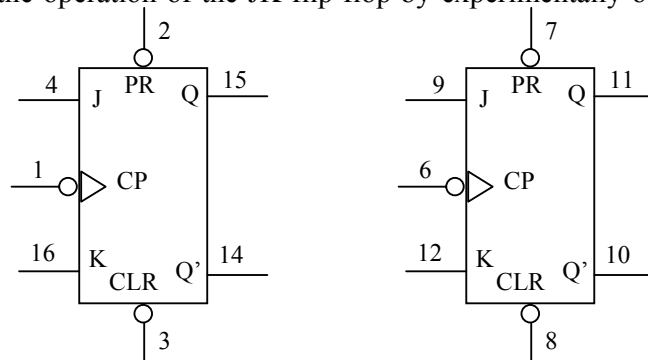 the operation of the JK flip-flop by experimentally
2 7
4 J PR Q 15 9 J PR Q 11
1 CP 6 CP
16 K CLR Q' 14 12 K CLR Q' 10
3 8